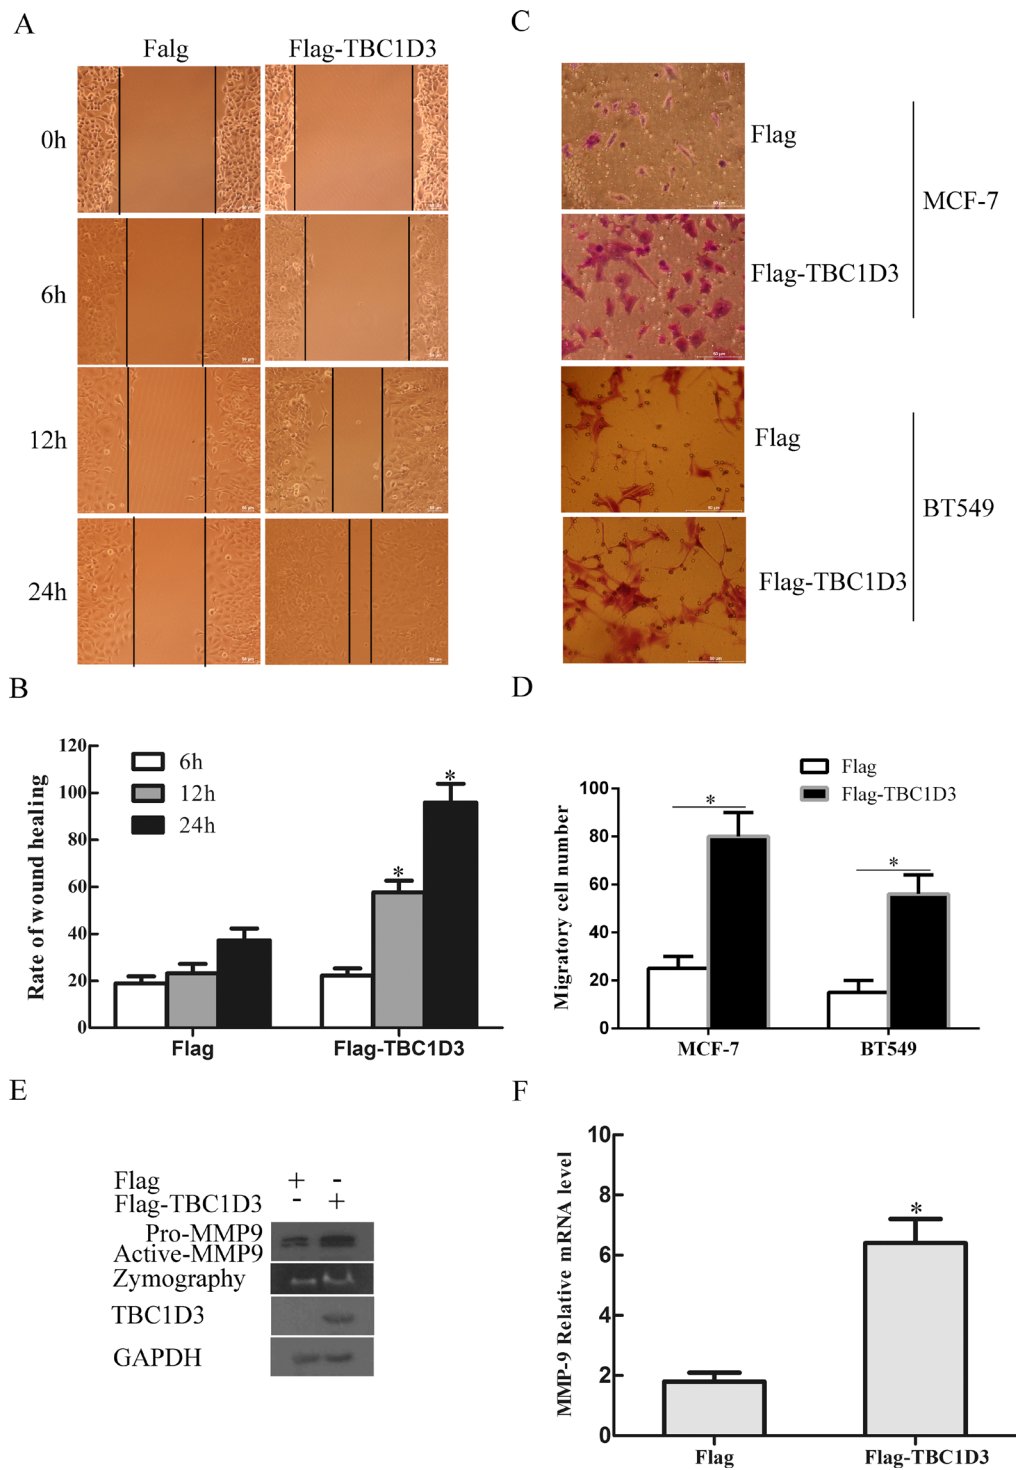 A
Falg
Flag-TBC1D3
0h
6h
12h
24h
C
Flag
Flag-TBC1D3
MCF-7
Flag
Flag-TBC1D3
BT549
B
Rate of wound healing
120
100
80
60
40
20
0
6h
12h
24h
*
*
Flag
Flag-TBC1D3
D
Migratory cell number
100
80
60
40
20
0
Flag
Flag-TBC1D3
*
*
MCF-7
BT549
E
Flag + -
Flag-TBC1D3 - +
Pro-MMP9
Active-MMP9
Zymography
TBC1D3
GAPDH
F
MMP-9 Relative mRNA level
10
8
6
4
2
0
*
Flag
Flag-TBC1D3